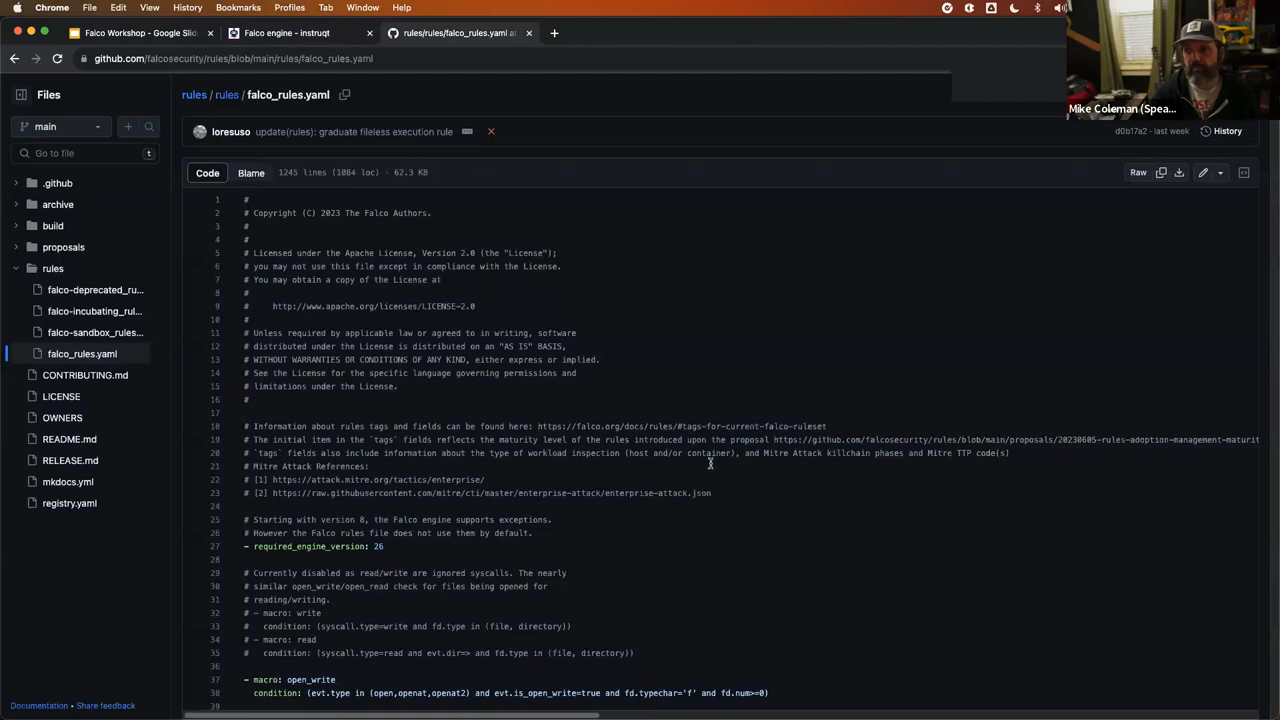 Chrome File Edit View History Bookmarks Profiles Tab Window Help
Falco Workshop - Google Slid
Falco engine - instruqt
rules/rules/falco_rules.yaml at
github.com/falcosecurity/rules/blob/main/rules/falco_rules.yaml
Mike Coleman (Spea...
Files
main
Go to file
t
.github
archive
build
proposals
rules
falco-deprecated_ru...
falco-incubating_rul...
falco-sandbox_rules...
falco_rules.yaml
CONTRIBUTING.md
LICENSE
OWNERS
README.md
RELEASE.md
mkdocs.yml
registry.yaml
Documentation • Share feedback
rules / rules / falco_rules.yaml
loresuso update(rules): graduate fileless execution rule
d0b17a2 · last week
History
Code
Blame
1245 lines (1084 loc) · 62.3 KB
Raw
1 #
2 # Copyright (C) 2023 The Falco Authors.
3 #
4 #
5 # Licensed under the Apache License, Version 2.0 (the "License");
6 # you may not use this file except in compliance with the License.
7 # You may obtain a copy of the License at
8 #
9 # http://www.apache.org/licenses/LICENSE-2.0
10 #
11 # Unless required by applicable law or agreed to in writing, software
12 # distributed under the License is distributed on an "AS IS" BASIS,
13 # WITHOUT WARRANTIES OR CONDITIONS OF ANY KIND, either express or implied.
14 # See the License for the specific language governing permissions and
15 # limitations under the License.
16 #
17
18 # Information about rules tags and fields can be found here: https://falco.org/docs/rules/#tags-for-current-falco-ruleset
19 # The initial item in the `tags` fields reflects the maturity level of the rules introduced upon the proposal https://github.com/falcosecurity/rules/blob/main/proposals/20230605-rules-adoption-management-maturit
20 # `tags` fields also include information about the type of workload inspection (host and/or container), and Mitre Attack killchain phases and Mitre TTP code(s)
21 # Mitre Attack References:
22 # [1] https://attack.mitre.org/tactics/enterprise/
23 # [2] https://raw.githubusercontent.com/mitre/cti/master/enterprise-attack/enterprise-attack.json
24
25 # Starting with version 8, the Falco engine supports exceptions.
26 # However the Falco rules file does not use them by default.
27 - required_engine_version: 26
28
29 # Currently disabled as read/write are ignored syscalls. The nearly
30 # similar open_write/open_read check for files being opened for
31 # reading/writing.
32 # - macro: write
33 # condition: (syscall.type=write and fd.type in (file, directory))
34 # - macro: read
35 # condition: (syscall.type=read and evt.dir=> and fd.type in (file, directory))
36
37 - macro: open_write
38 condition: (evt.type in (open,openat,openat2) and evt.is_open_write=true and fd.typechar='f' and fd.num>=0)
39